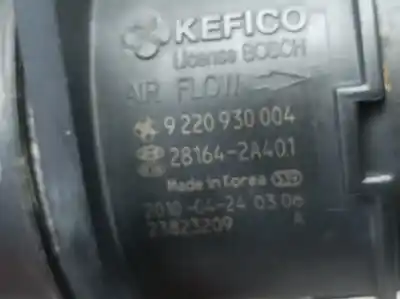 KEFICO
License BOSCH
AIR FLOW
9 220 930 004
28164-2A401
Made in Korea
2010-04-24 03 06
23823209 A